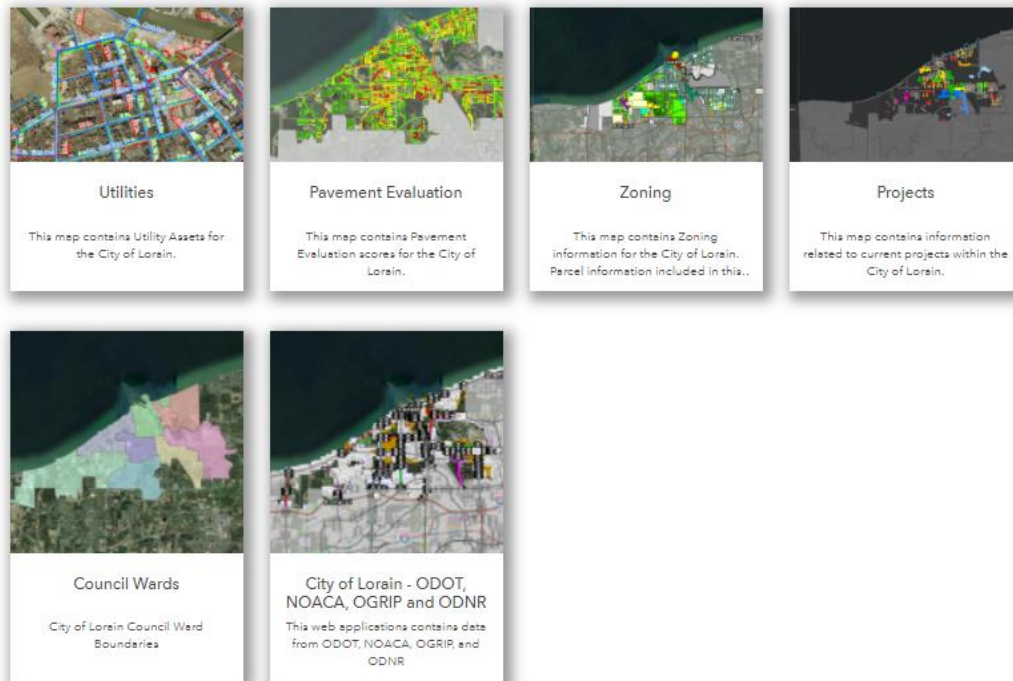 Utilities
This map contains Utility Assets for
the City of Lorain.
Pavement Evaluation
This map contains Pavement
Evaluation scores for the City of
Lorain.
Zoning
This map contains Zoning
information for the City of Lorain.
Parcel information included in this..
Projects
This map contains information
related to current projects within the
City of Lorain.
Council Wards
City of Lorain Council Ward
Boundaries
City of Lorain - ODOT,
NOACA, OGRIP and ODNR
This web applications contains data
from ODOT, NOACA, OGRIP, and
ODNR